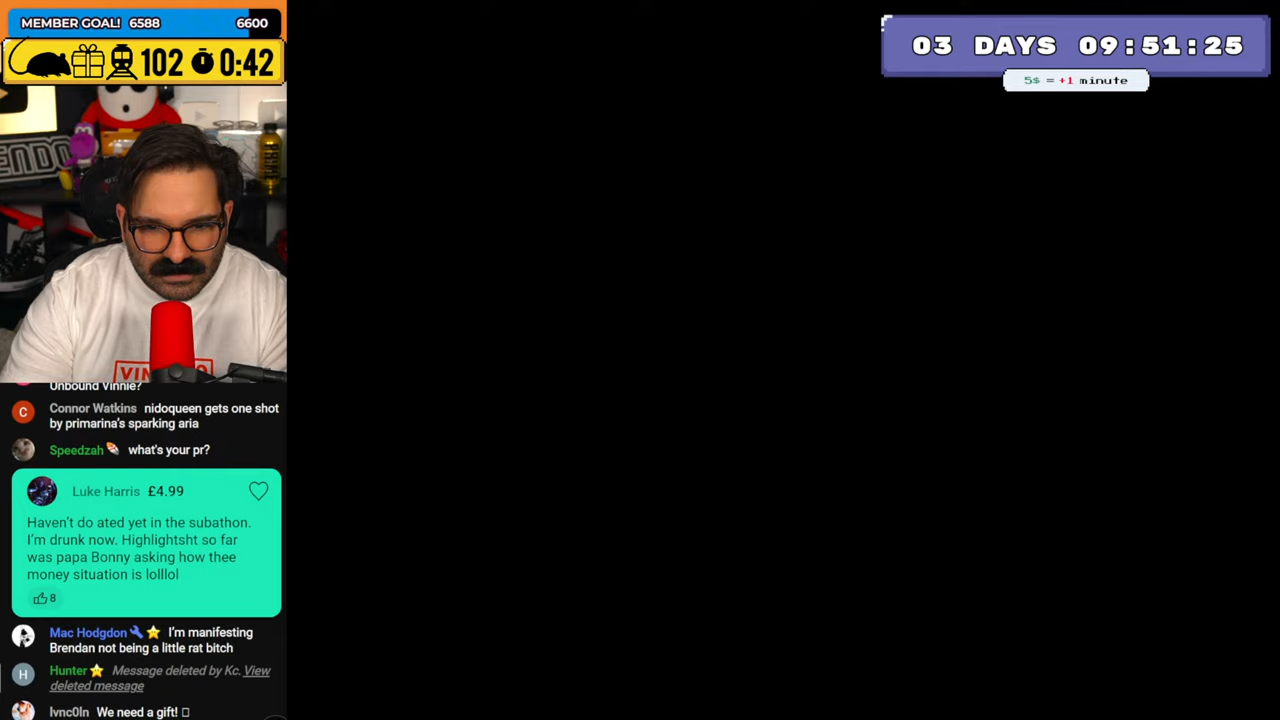 MEMBER GOAL! 6588 6600
102 0:42
03 DAYS 09:51:25
5$ = +1 minute
ENDO
Unbound Vinnie?
Connor Watkins nidoqueen gets one shot
by primarina's sparking aria
Speedzah what's your pr?
Luke Harris £4.99
Haven't do ated yet in the subathon.
I'm drunk now. Highlightsht so far
was papa Bonny asking how thee
money situation is lolllol
8
Mac Hodgdon I'm manifesting
Brendan not being a little rat bitch
H
Hunter Message deleted by Kc. View
deleted message
lvnc0ln We need a gift!